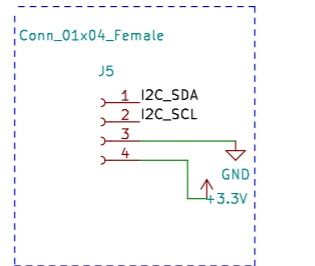 Conn_01x04_Female
J5
1 I2C_SDA
2 I2C_SCL
3
4
GND
+3.3V